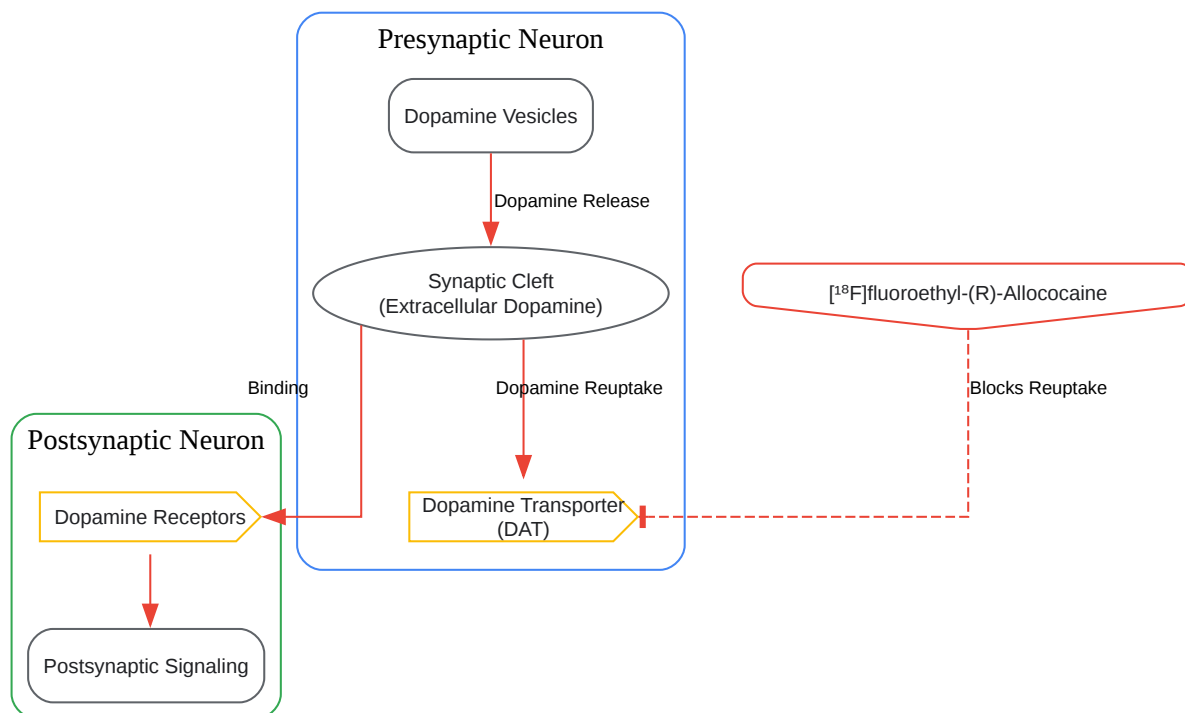 Presynaptic Neuron
Dopamine Vesicles
Dopamine Release
Synaptic Cleft
(Extracellular Dopamine)
[¹⁸F]fluoroethyl-(R)-Allococaine
Binding
Dopamine Reuptake
Blocks Reuptake
Postsynaptic Neuron
Dopamine Receptors
Dopamine Transporter
(DAT)
Postsynaptic Signaling